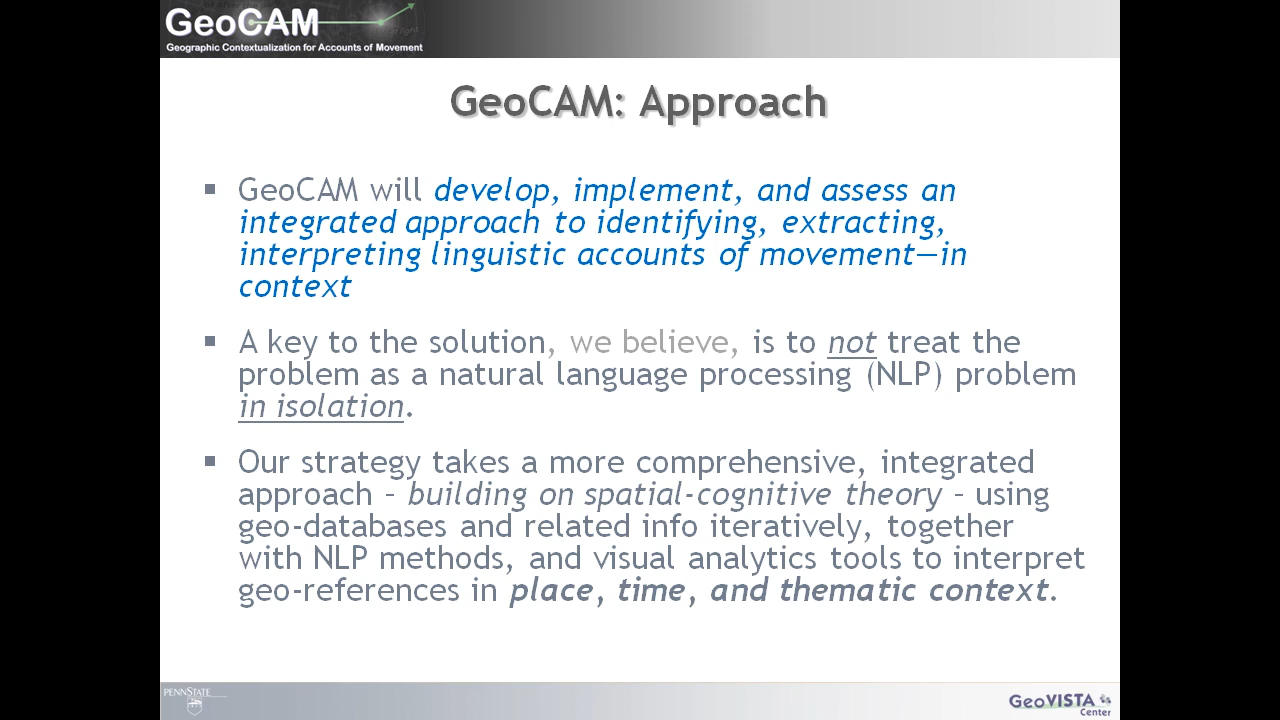 GeoCAM
Geographic Contextualization for Accounts of Movement
GeoCAM: Approach
▪ GeoCAM will develop, implement, and assess an
integrated approach to identifying, extracting,
interpreting linguistic accounts of movement—in
context
▪ A key to the solution, we believe, is to not treat the
problem as a natural language processing (NLP) problem
in isolation.
▪ Our strategy takes a more comprehensive, integrated
approach – building on spatial-cognitive theory – using
geo-databases and related info iteratively, together
with NLP methods, and visual analytics tools to interpret
geo-references in place, time, and thematic context.
PENNSTATE
GeoVISTA
Center